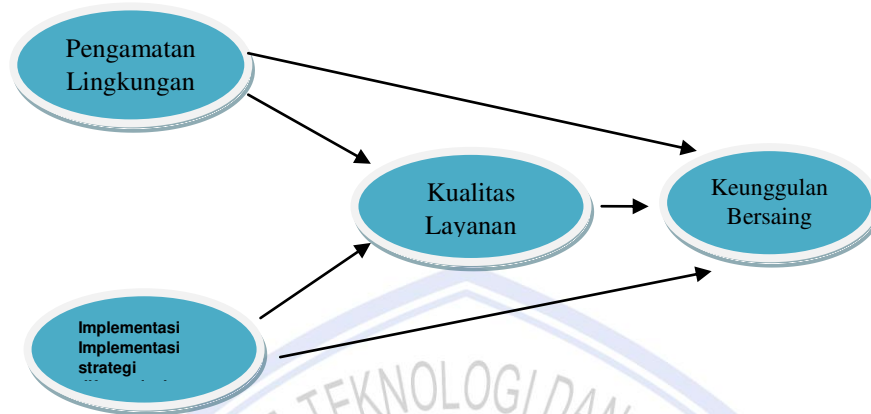 Pengamatan
Lingkungan
Kualitas
Layanan
Keunggulan
Bersaing
Implementasi
Implementasi
strategi
TEKNOLOGI DAN